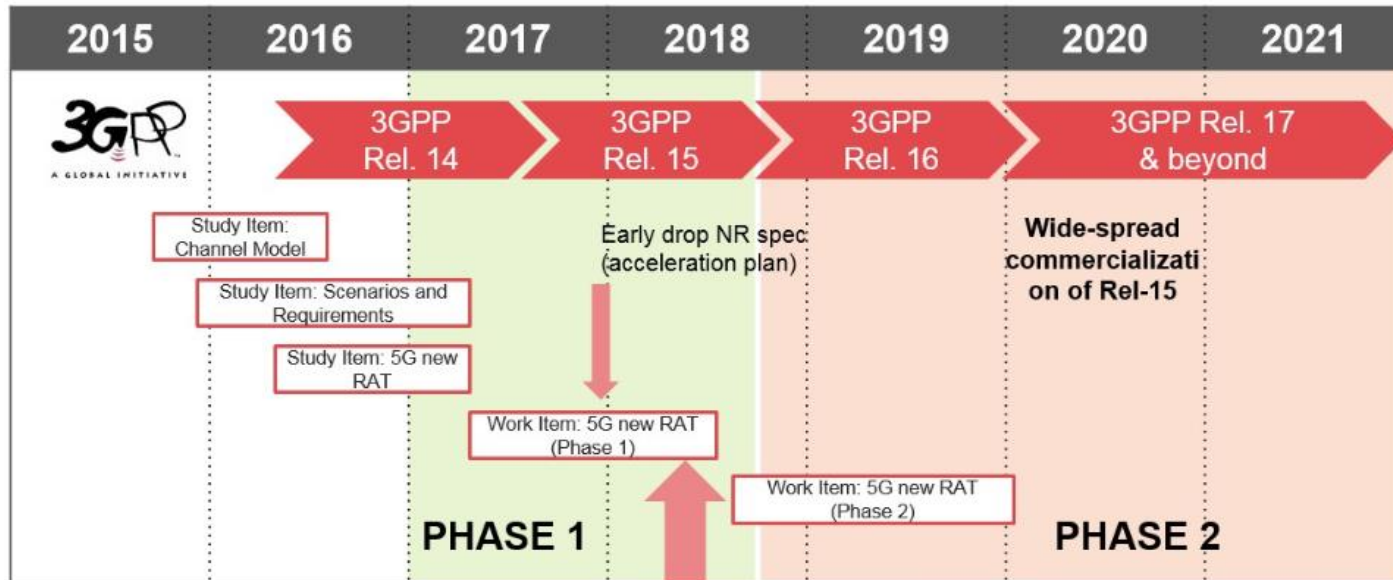 2015 2016 2017 2018 2019 2020 2021
3GPP
A GLOBAL INITIATIVE
3GPP
Rel. 14
3GPP
Rel. 15
3GPP
Rel. 16
3GPP Rel. 17
& beyond
Study Item:
Channel Model
Early drop NR spec
(acceleration plan)
Wide-spread
commercializati
on of Rel-15
Study Item: Scenarios and
Requirements
Study Item: 5G new
RAT
Work Item: 5G new RAT
(Phase 1)
Work Item: 5G new RAT
(Phase 2)
PHASE 1
PHASE 2